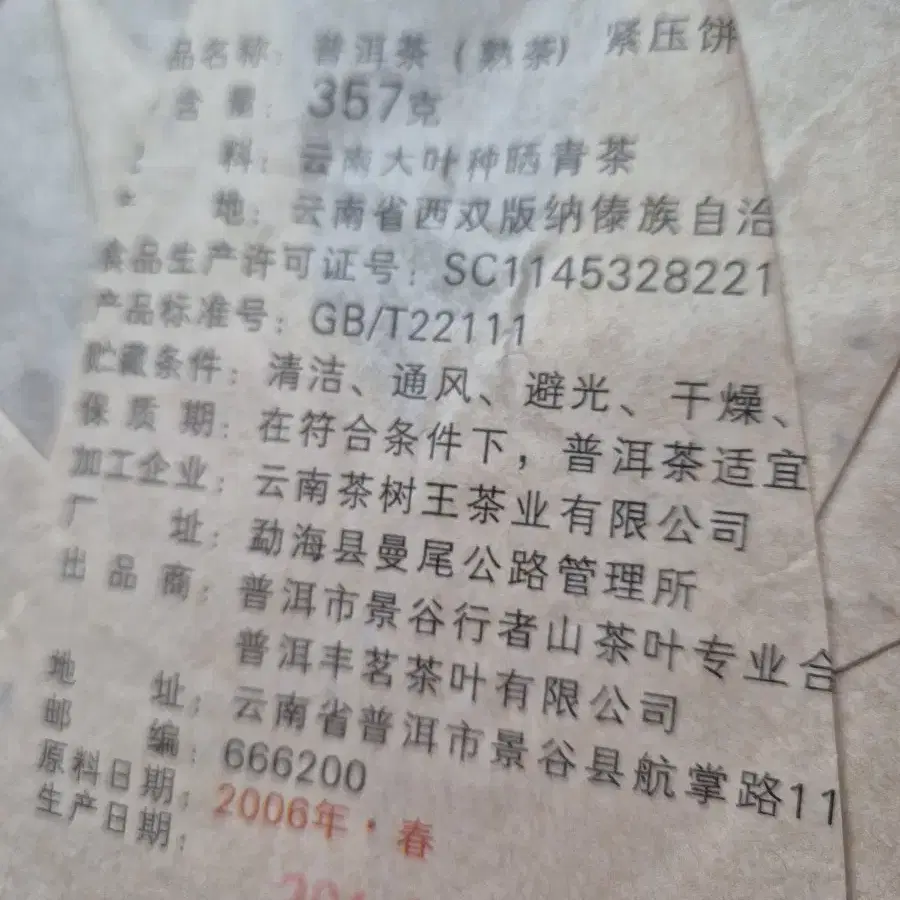 品名称：普洱茶（熟茶）紧压饼
含量：357克
料：云南大叶种晒青茶
地：云南省西双版纳傣族自治
食品生产许可证号：SC1145328221
产品标准号：GB/T22111
贮藏条件：清洁、通风、避光、干燥、
保质期：在符合条件下，普洱茶适宜
加工企业：云南茶树王茶业有限公司
厂址：勐海县曼尾公路管理所
出品商：普洱市景谷行者山茶叶专业合
普洱丰茗茶叶有限公司
地址：云南省普洱市景谷县航掌路11
邮编：666200
原料日期：2006年·春
生产日期：